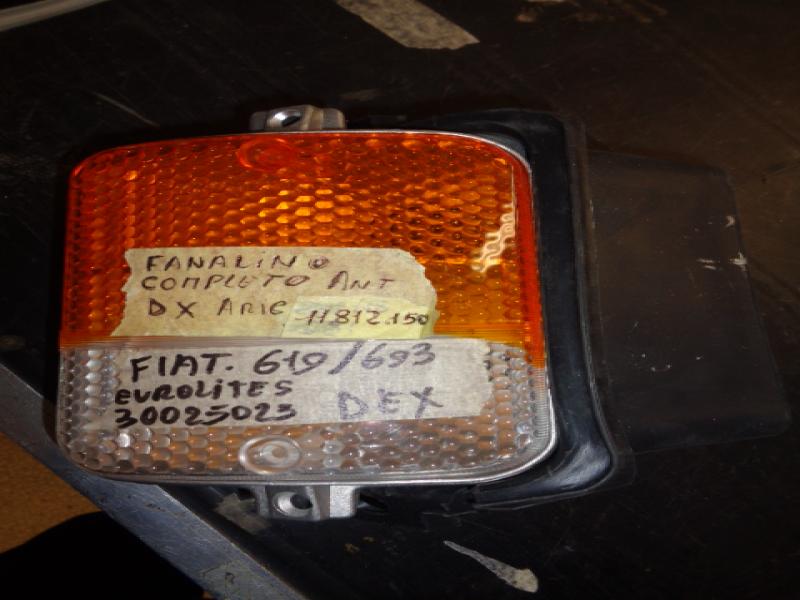 FANALINO
COMPLETO ANT
DX ARIC 11812.150
FIAT. 619/693
EUROLITES
30025023 DEX